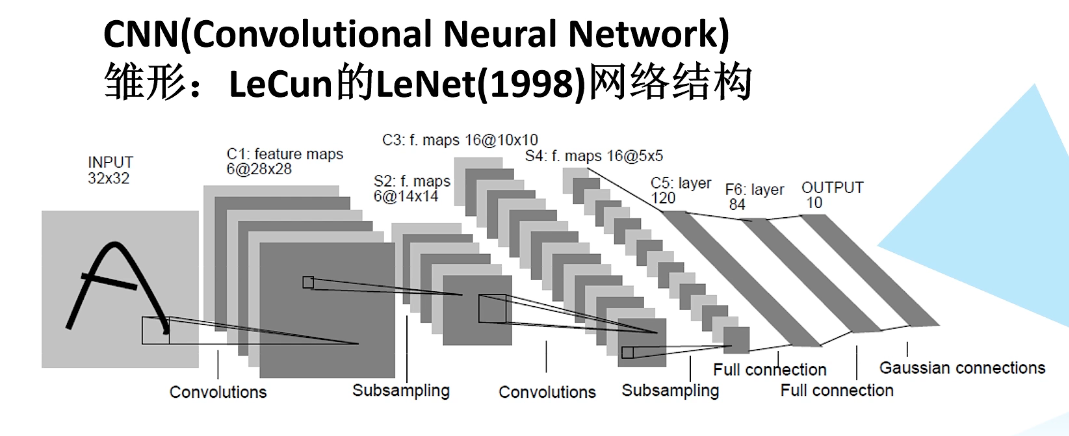 CNN(Convolutional Neural Network)
雏形：LeCun的LeNet(1998)网络结构
INPUT
32x32
C1: feature maps
6@28x28
S2: f. maps
6@14x14
C3: f. maps 16@10x10
S4: f. maps 16@5x5
C5: layer
120
F6: layer
84
OUTPUT
10
A
Convolutions
Subsampling
Convolutions
Subsampling
Full connection
Full connection
Gaussian connections